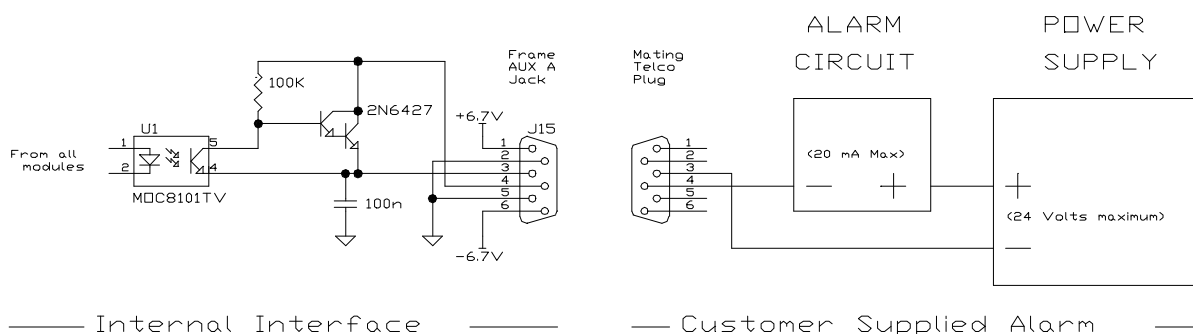 ALARM
CIRCUIT
POWER
SUPPLY
Frame
AUX A
Jack
Mating
Telco
Plug
100K
2N6427
+6.7V
J15
U1
1
2
5
4
From all
modules
MOC8101TV
100n
1
2
3
4
5
6
-6.7V
1
2
3
4
5
6
(20 mA Max)
- +
+
(24 Volts maximum)
-
Internal Interface
Customer Supplied Alarm